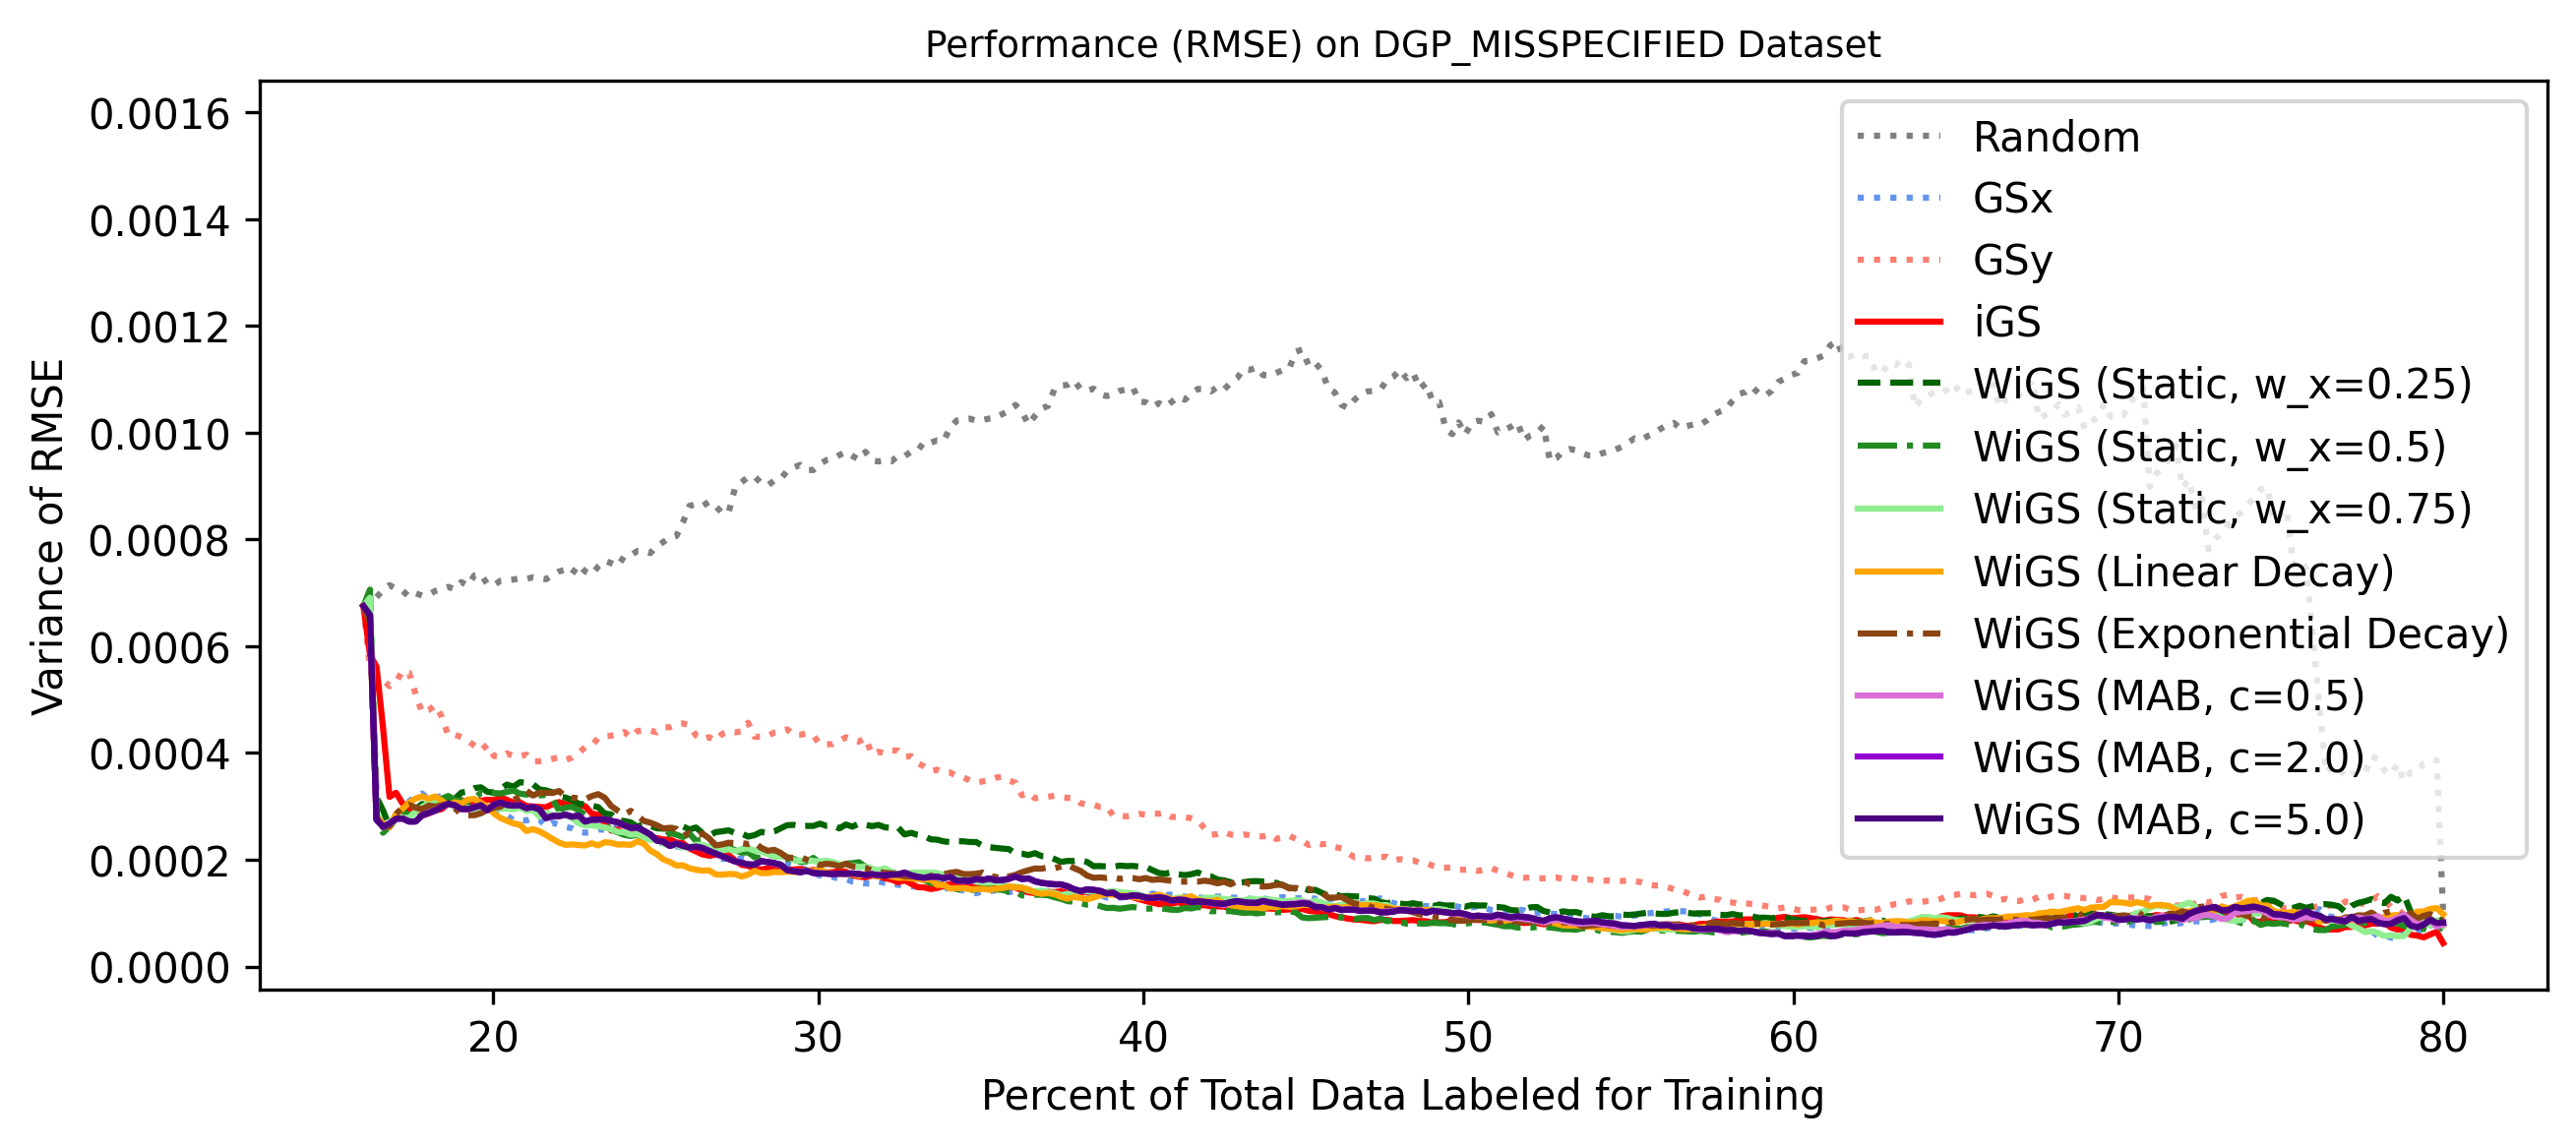 Performance (RMSE) on DGP_MISSPECIFIED Dataset
0.0016
0.0014
0.0012
0.0010
0.0008
0.0006
0.0004
0.0002
0.0000
Variance of RMSE
Random
GSx
GSy
iGS
WiGS (Static, w_x=0.25)
WiGS (Static, w_x=0.5)
WiGS (Static, w_x=0.75)
WiGS (Linear Decay)
WiGS (Exponential Decay)
WiGS (MAB, c=0.5)
WiGS (MAB, c=2.0)
WiGS (MAB, c=5.0)
20 30 40 50 60 70 80
Percent of Total Data Labeled for Training